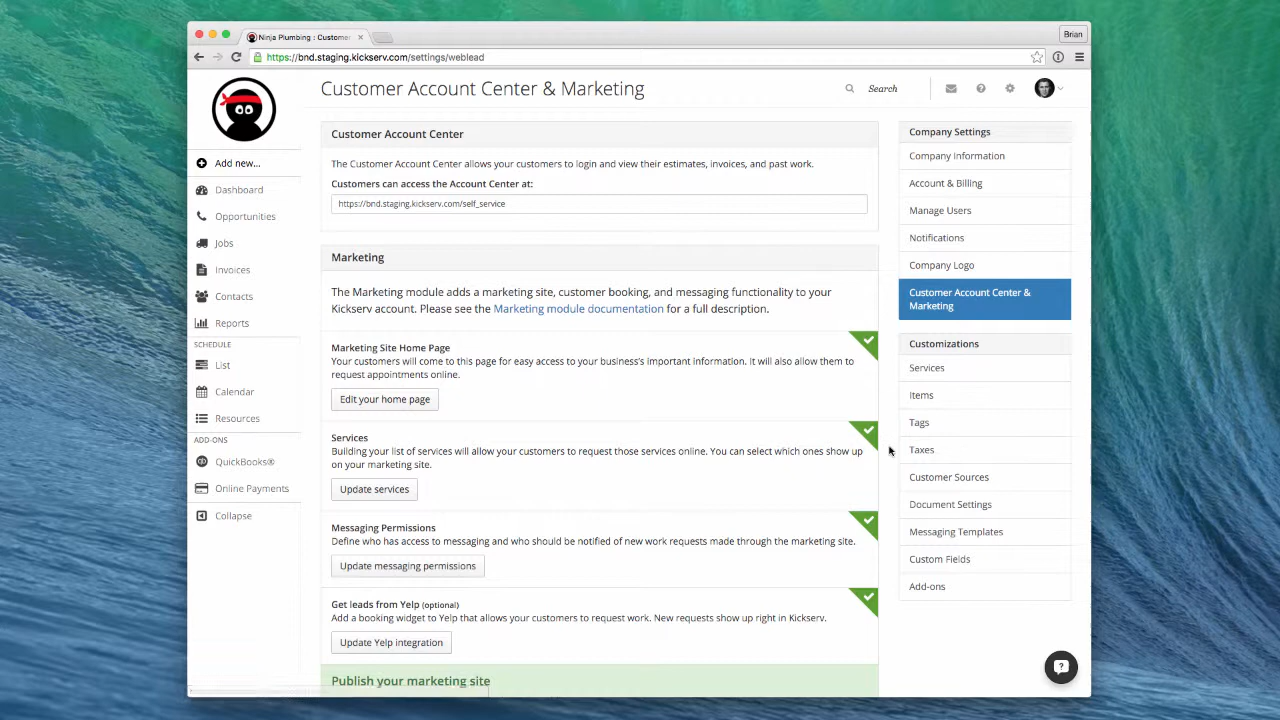 Ninja Plumbing : Customer
Brian
https://bnd.staging.kickserv.com/settings/weblead
Customer Account Center & Marketing
Search
Add new...
Dashboard
Opportunities
Jobs
Invoices
Contacts
Reports
SCHEDULE
List
Calendar
Resources
ADD-ONS
QuickBooks®
Online Payments
Collapse
Customer Account Center
The Customer Account Center allows your customers to login and view their estimates, invoices, and past work.
Customers can access the Account Center at:
https://bnd.staging.kickserv.com/self_service
Marketing
The Marketing module adds a marketing site, customer booking, and messaging functionality to your
Kickserv account. Please see the Marketing module documentation for a full description.
Marketing Site Home Page
Your customers will come to this page for easy access to your business's important information. It will also allow them to
request appointments online.
Edit your home page
Services
Building your list of services will allow your customers to request those services online. You can select which ones show up
on your marketing site.
Update services
Messaging Permissions
Define who has access to messaging and who should be notified of new work requests made through the marketing site.
Update messaging permissions
Get leads from Yelp (optional)
Add a booking widget to Yelp that allows your customers to request work. New requests show up right in Kickserv.
Update Yelp integration
Publish your marketing site
Company Settings
Company Information
Account & Billing
Manage Users
Notifications
Company Logo
Customer Account Center &
Marketing
Customizations
Services
Items
Tags
Taxes
Customer Sources
Document Settings
Messaging Templates
Custom Fields
Add-ons